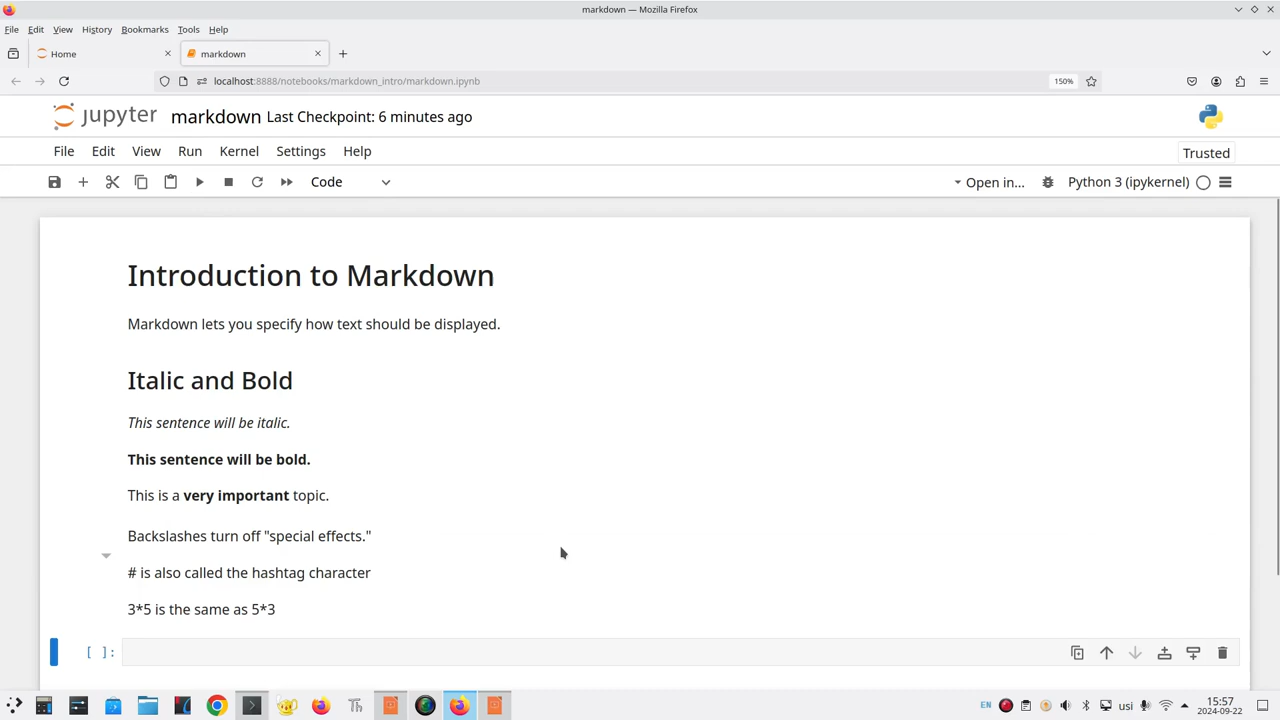 markdown — Mozilla Firefox
File Edit View History Bookmarks Tools Help
Home markdown
localhost:8888/notebooks/markdown_intro/markdown.ipynb 150%
jupyter markdown Last Checkpoint: 6 minutes ago
File Edit View Run Kernel Settings Help Trusted
Code Open in... Python 3 (ipykernel)
Introduction to Markdown
Markdown lets you specify how text should be displayed.
Italic and Bold
This sentence will be italic.
This sentence will be bold.
This is a very important topic.
Backslashes turn off "special effects."
# is also called the hashtag character
3*5 is the same as 5*3
[ ]:
Th EN usi 15:57
2024-09-22